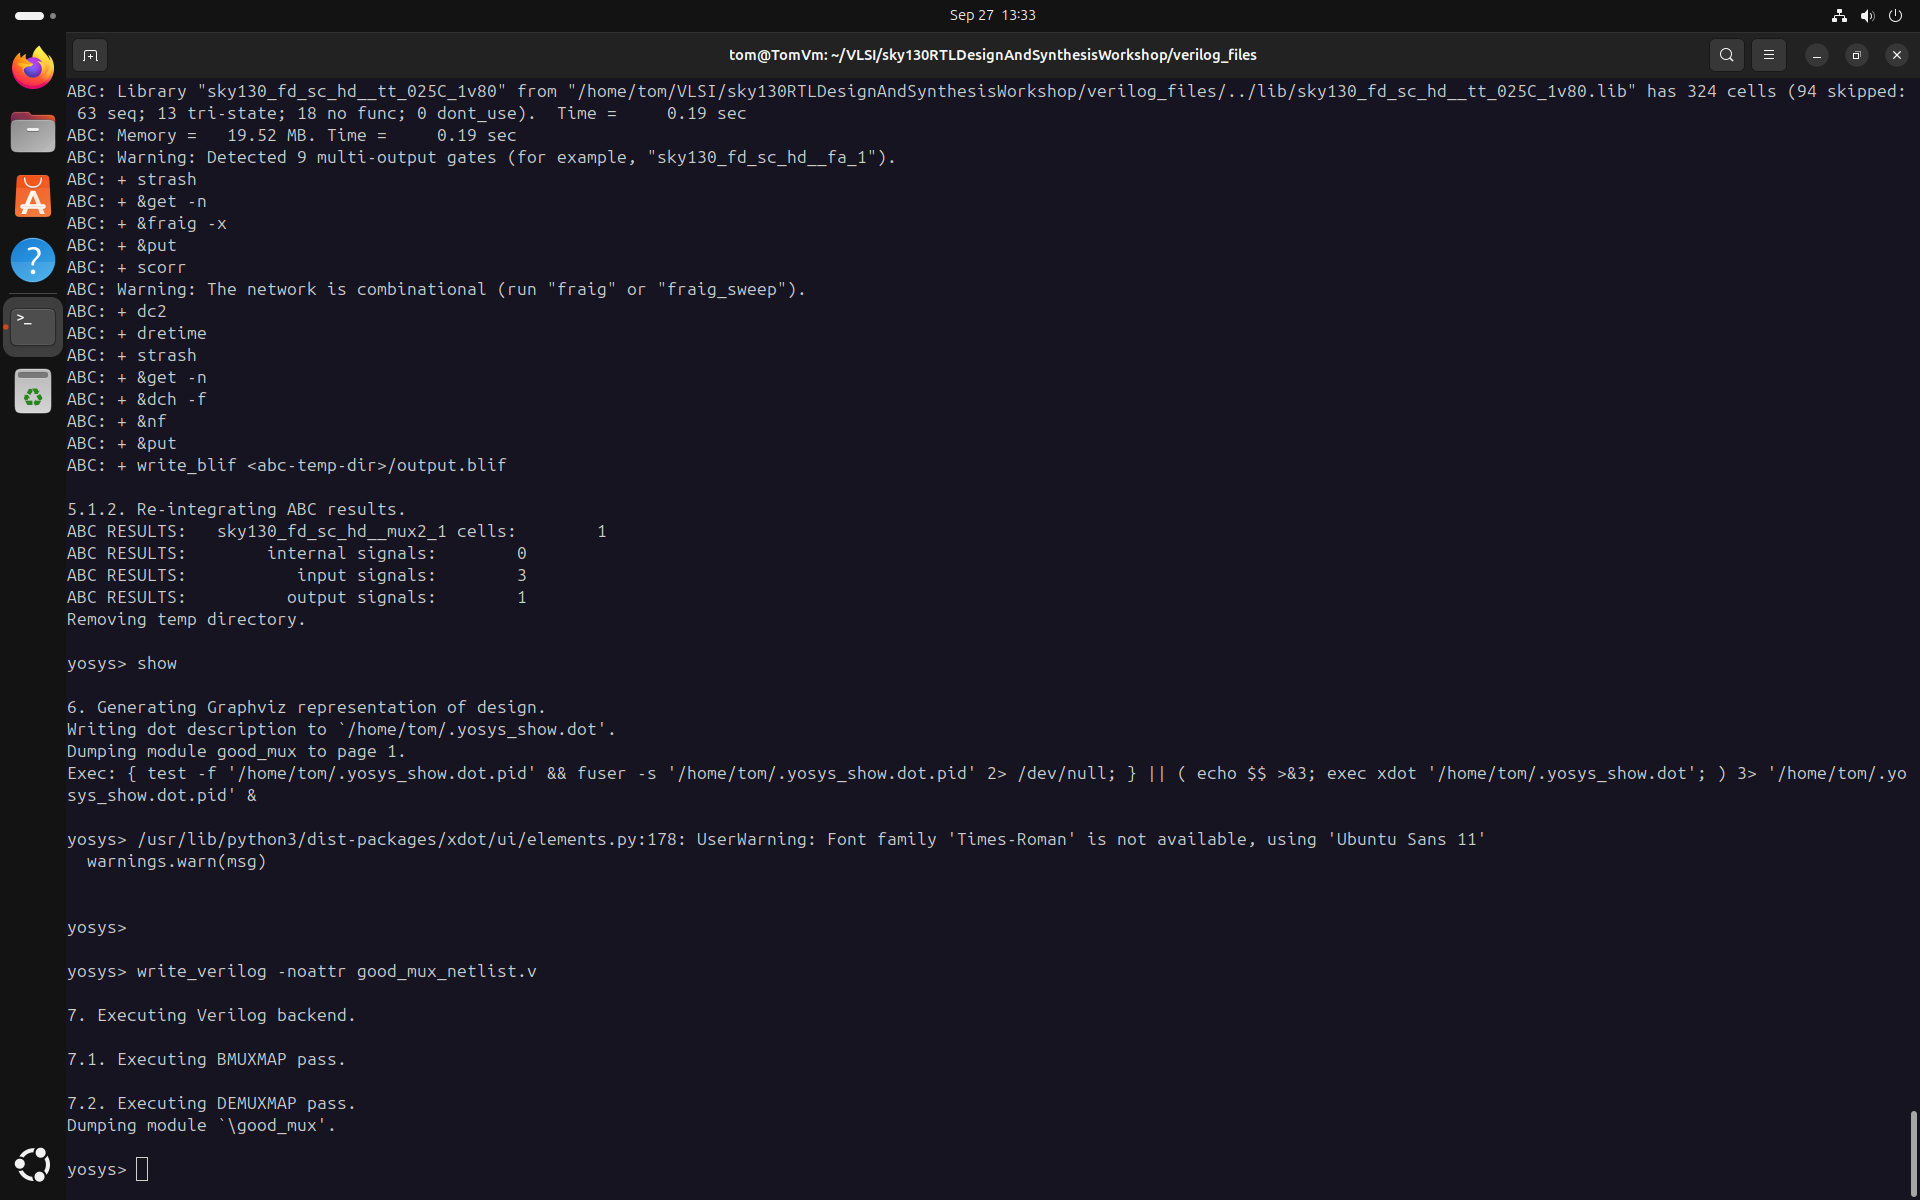 Sep 27 13:33
tom@TomVm: ~/VLSI/sky130RTLDesignAndSynthesisWorkshop/verilog_files
ABC: Library "sky130_fd_sc_hd__tt_025C_1v80" from "/home/tom/VLSI/sky130RTLDesignAndSynthesisWorkshop/verilog_files/../lib/sky130_fd_sc_hd__tt_025C_1v80.lib" has 324 cells (94 skipped:
63 seq; 13 tri-state; 18 no func; 0 dont_use).  Time =     0.19 sec
ABC: Memory =   19.52 MB. Time =     0.19 sec
ABC: Warning: Detected 9 multi-output gates (for example, "sky130_fd_sc_hd__fa_1").
ABC: + strash
ABC: + &get -n
ABC: + &fraig -x
ABC: + &put
ABC: + scorr
ABC: Warning: The network is combinational (run "fraig" or "fraig_sweep").
ABC: + dc2
ABC: + dretime
ABC: + strash
ABC: + &get -n
ABC: + &dch -f
ABC: + &nf
ABC: + &put
ABC: + write_blif <abc-temp-dir>/output.blif
5.1.2. Re-integrating ABC results.
ABC RESULTS:   sky130_fd_sc_hd__mux2_1 cells:        1
ABC RESULTS:        internal signals:        0
ABC RESULTS:           input signals:        3
ABC RESULTS:          output signals:        1
Removing temp directory.
yosys> show
6. Generating Graphviz representation of design.
Writing dot description to `/home/tom/.yosys_show.dot'.
Dumping module good_mux to page 1.
Exec: { test -f '/home/tom/.yosys_show.dot.pid' && fuser -s '/home/tom/.yosys_show.dot.pid' 2> /dev/null; } || ( echo $$ >&3; exec xdot '/home/tom/.yosys_show.dot'; ) 3> '/home/tom/.yo
sys_show.dot.pid' &
yosys> /usr/lib/python3/dist-packages/xdot/ui/elements.py:178: UserWarning: Font family 'Times-Roman' is not available, using 'Ubuntu Sans 11'
  warnings.warn(msg)
yosys>
yosys> write_verilog -noattr good_mux_netlist.v
7. Executing Verilog backend.
7.1. Executing BMUXMAP pass.
7.2. Executing DEMUXMAP pass.
Dumping module `\good_mux'.
yosys>